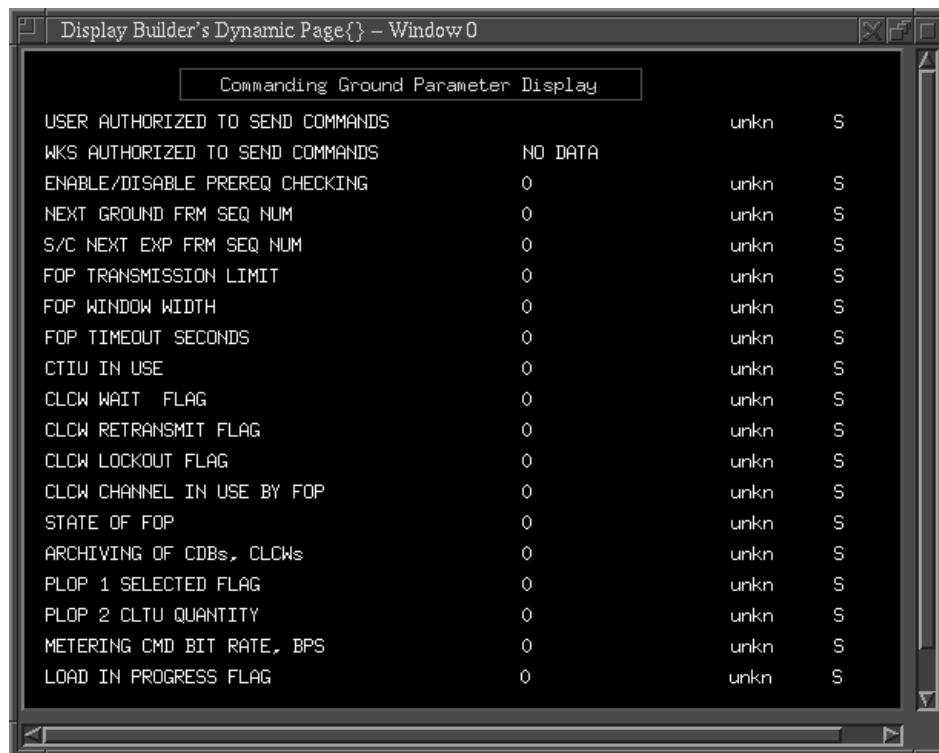 Display Builder's Dynamic Page{} – Window 0
Commanding Ground Parameter Display
USER AUTHORIZED TO SEND COMMANDS unkn S
WKS AUTHORIZED TO SEND COMMANDS NO DATA
ENABLE/DISABLE PREREQ CHECKING 0 unkn S
NEXT GROUND FRM SEQ NUM 0 unkn S
S/C NEXT EXP FRM SEQ NUM 0 unkn S
FOP TRANSMISSION LIMIT 0 unkn S
FOP WINDOW WIDTH 0 unkn S
FOP TIMEOUT SECONDS 0 unkn S
CTIU IN USE 0 unkn S
CLCW WAIT  FLAG 0 unkn S
CLCW RETRANSMIT FLAG 0 unkn S
CLCW LOCKOUT FLAG 0 unkn S
CLCW CHANNEL IN USE BY FOP 0 unkn S
STATE OF FOP 0 unkn S
ARCHIVING OF CDBs, CLCWs 0 unkn S
PLOP 1 SELECTED FLAG 0 unkn S
PLOP 2 CLTU QUANTITY 0 unkn S
METERING CMD BIT RATE, BPS 0 unkn S
LOAD IN PROGRESS FLAG 0 unkn S